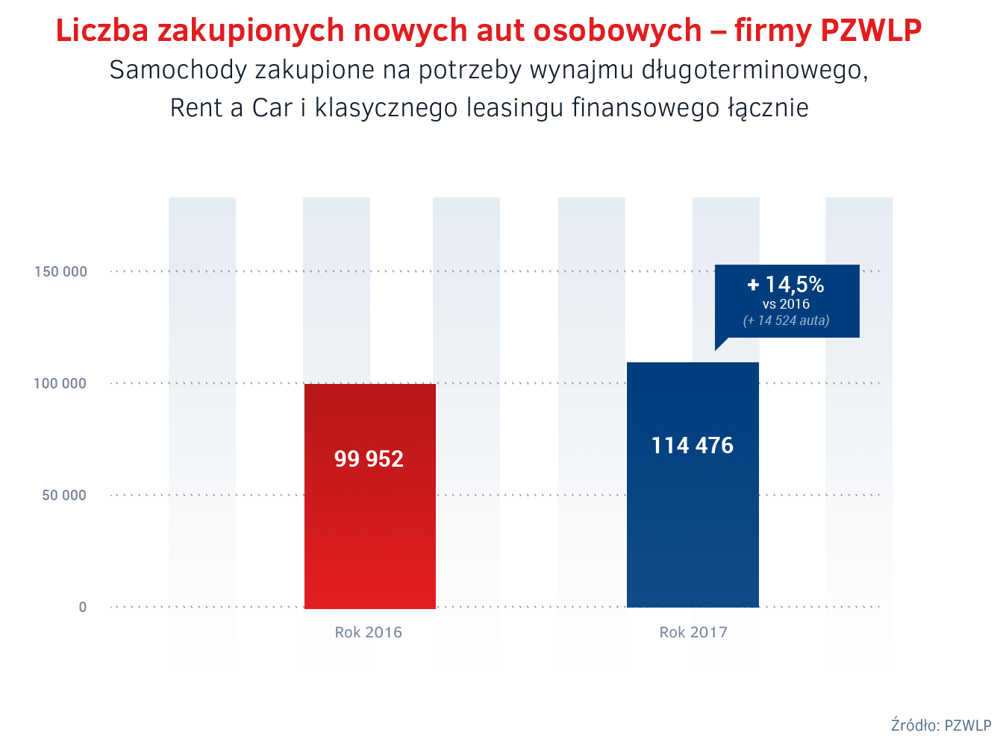 Liczba zakupionych nowych aut osobowych – firmy PZWLP
Samochody zakupione na potrzeby wynajmu długoterminowego,
Rent a Car i klasycznego leasingu finansowego łącznie
150 000
+ 14,5%
vs 2016
(+ 14 524 auta)
100 000
99 952
114 476
50 000
0
Rok 2016
Rok 2017
Źródło: PZWLP